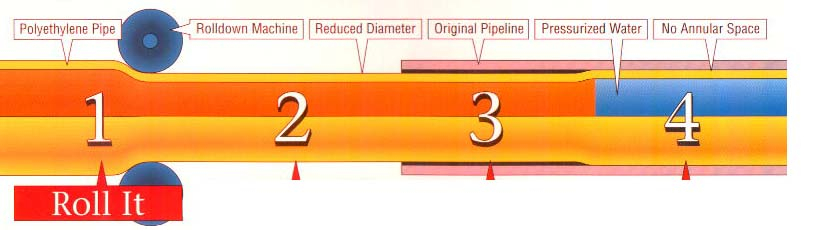 Polyethylene Pipe
Rolldown Machine
Reduced Diameter
Original Pipeline
Pressurized Water
No Annular Space
1
2
3
4
Roll It